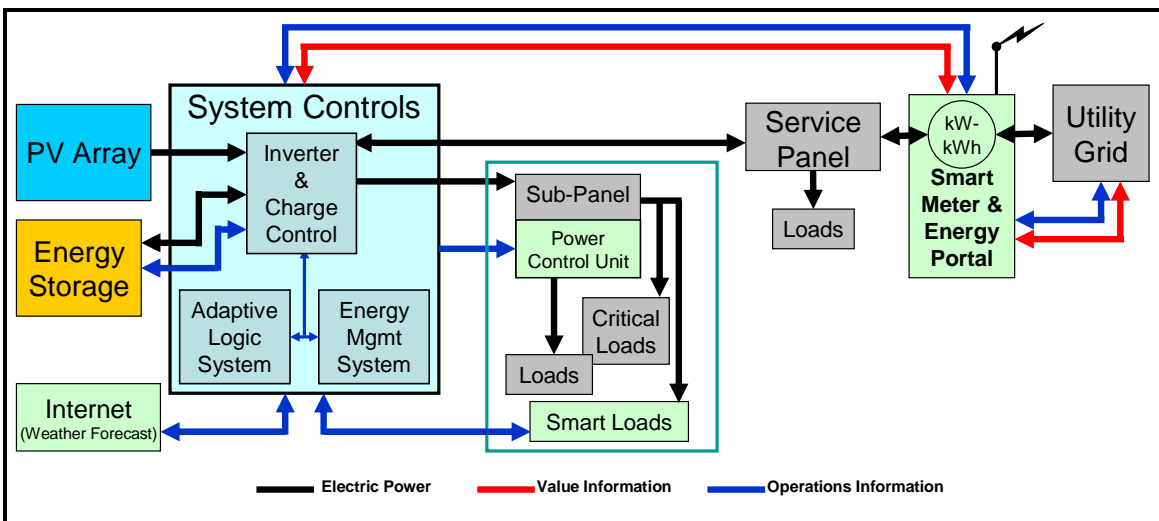 System Controls
PV Array
Inverter
&
Charge
Control
Energy
Storage
Adaptive
Logic
System
Energy
Mgmt
System
Internet
(Weather Forecast)
Sub-Panel
Power
Control Unit
Critical
Loads
Loads
Smart Loads
Service
Panel
Loads
kW-
kWh
Smart
Meter &
Energy
Portal
Utility
Grid
Electric Power
Value Information
Operations Information